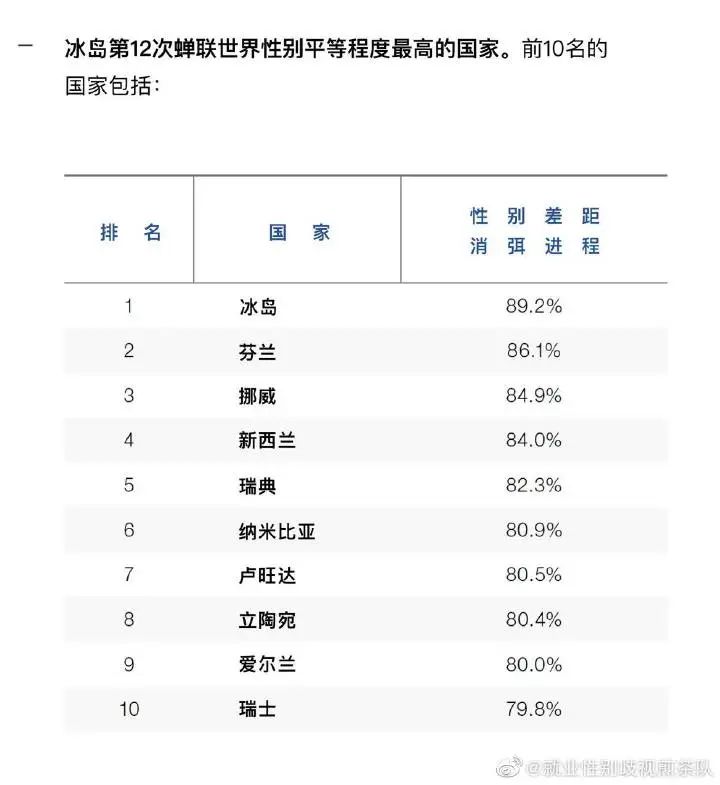 – 冰岛第12次蝉联世界性别平等程度最高的国家。前10名的
国家包括：
排 名 国 家 性 别 差 距
消 弭 进 程
1 冰岛 89.2%
2 芬兰 86.1%
3 挪威 84.9%
4 新西兰 84.0%
5 瑞典 82.3%
6 纳米比亚 80.9%
7 卢旺达 80.5%
8 立陶宛 80.4%
9 爱尔兰 80.0%
10 瑞士 79.8%
@就业性别歧视煎茶队